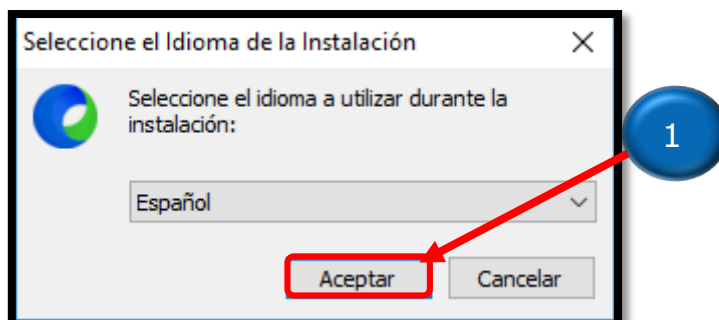 Seleccione el Idioma de la Instalación
Seleccione el idioma a utilizar durante la
instalación:
1
Español
Aceptar
Cancelar